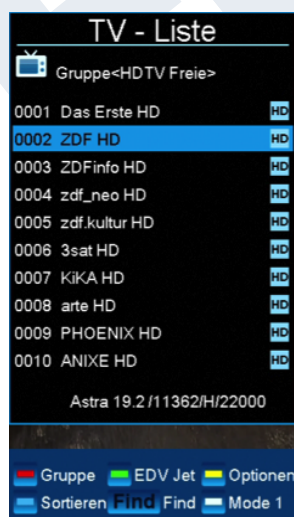 TV - Liste
Gruppe<HDTV Freie>
0001 Das Erste HD HD
0002 ZDF HD HD
0003 ZDFinfo HD HD
0004 zdf_neo HD HD
0005 zdf.kultur HD HD
0006 3sat HD HD
0007 KiKA HD HD
0008 arte HD HD
0009 PHOENIX HD HD
0010 ANIXE HD HD
Astra 19.2 /11362/H/22000
Gruppe EDV Jet Optionen
Sortieren Find Find Mode 1